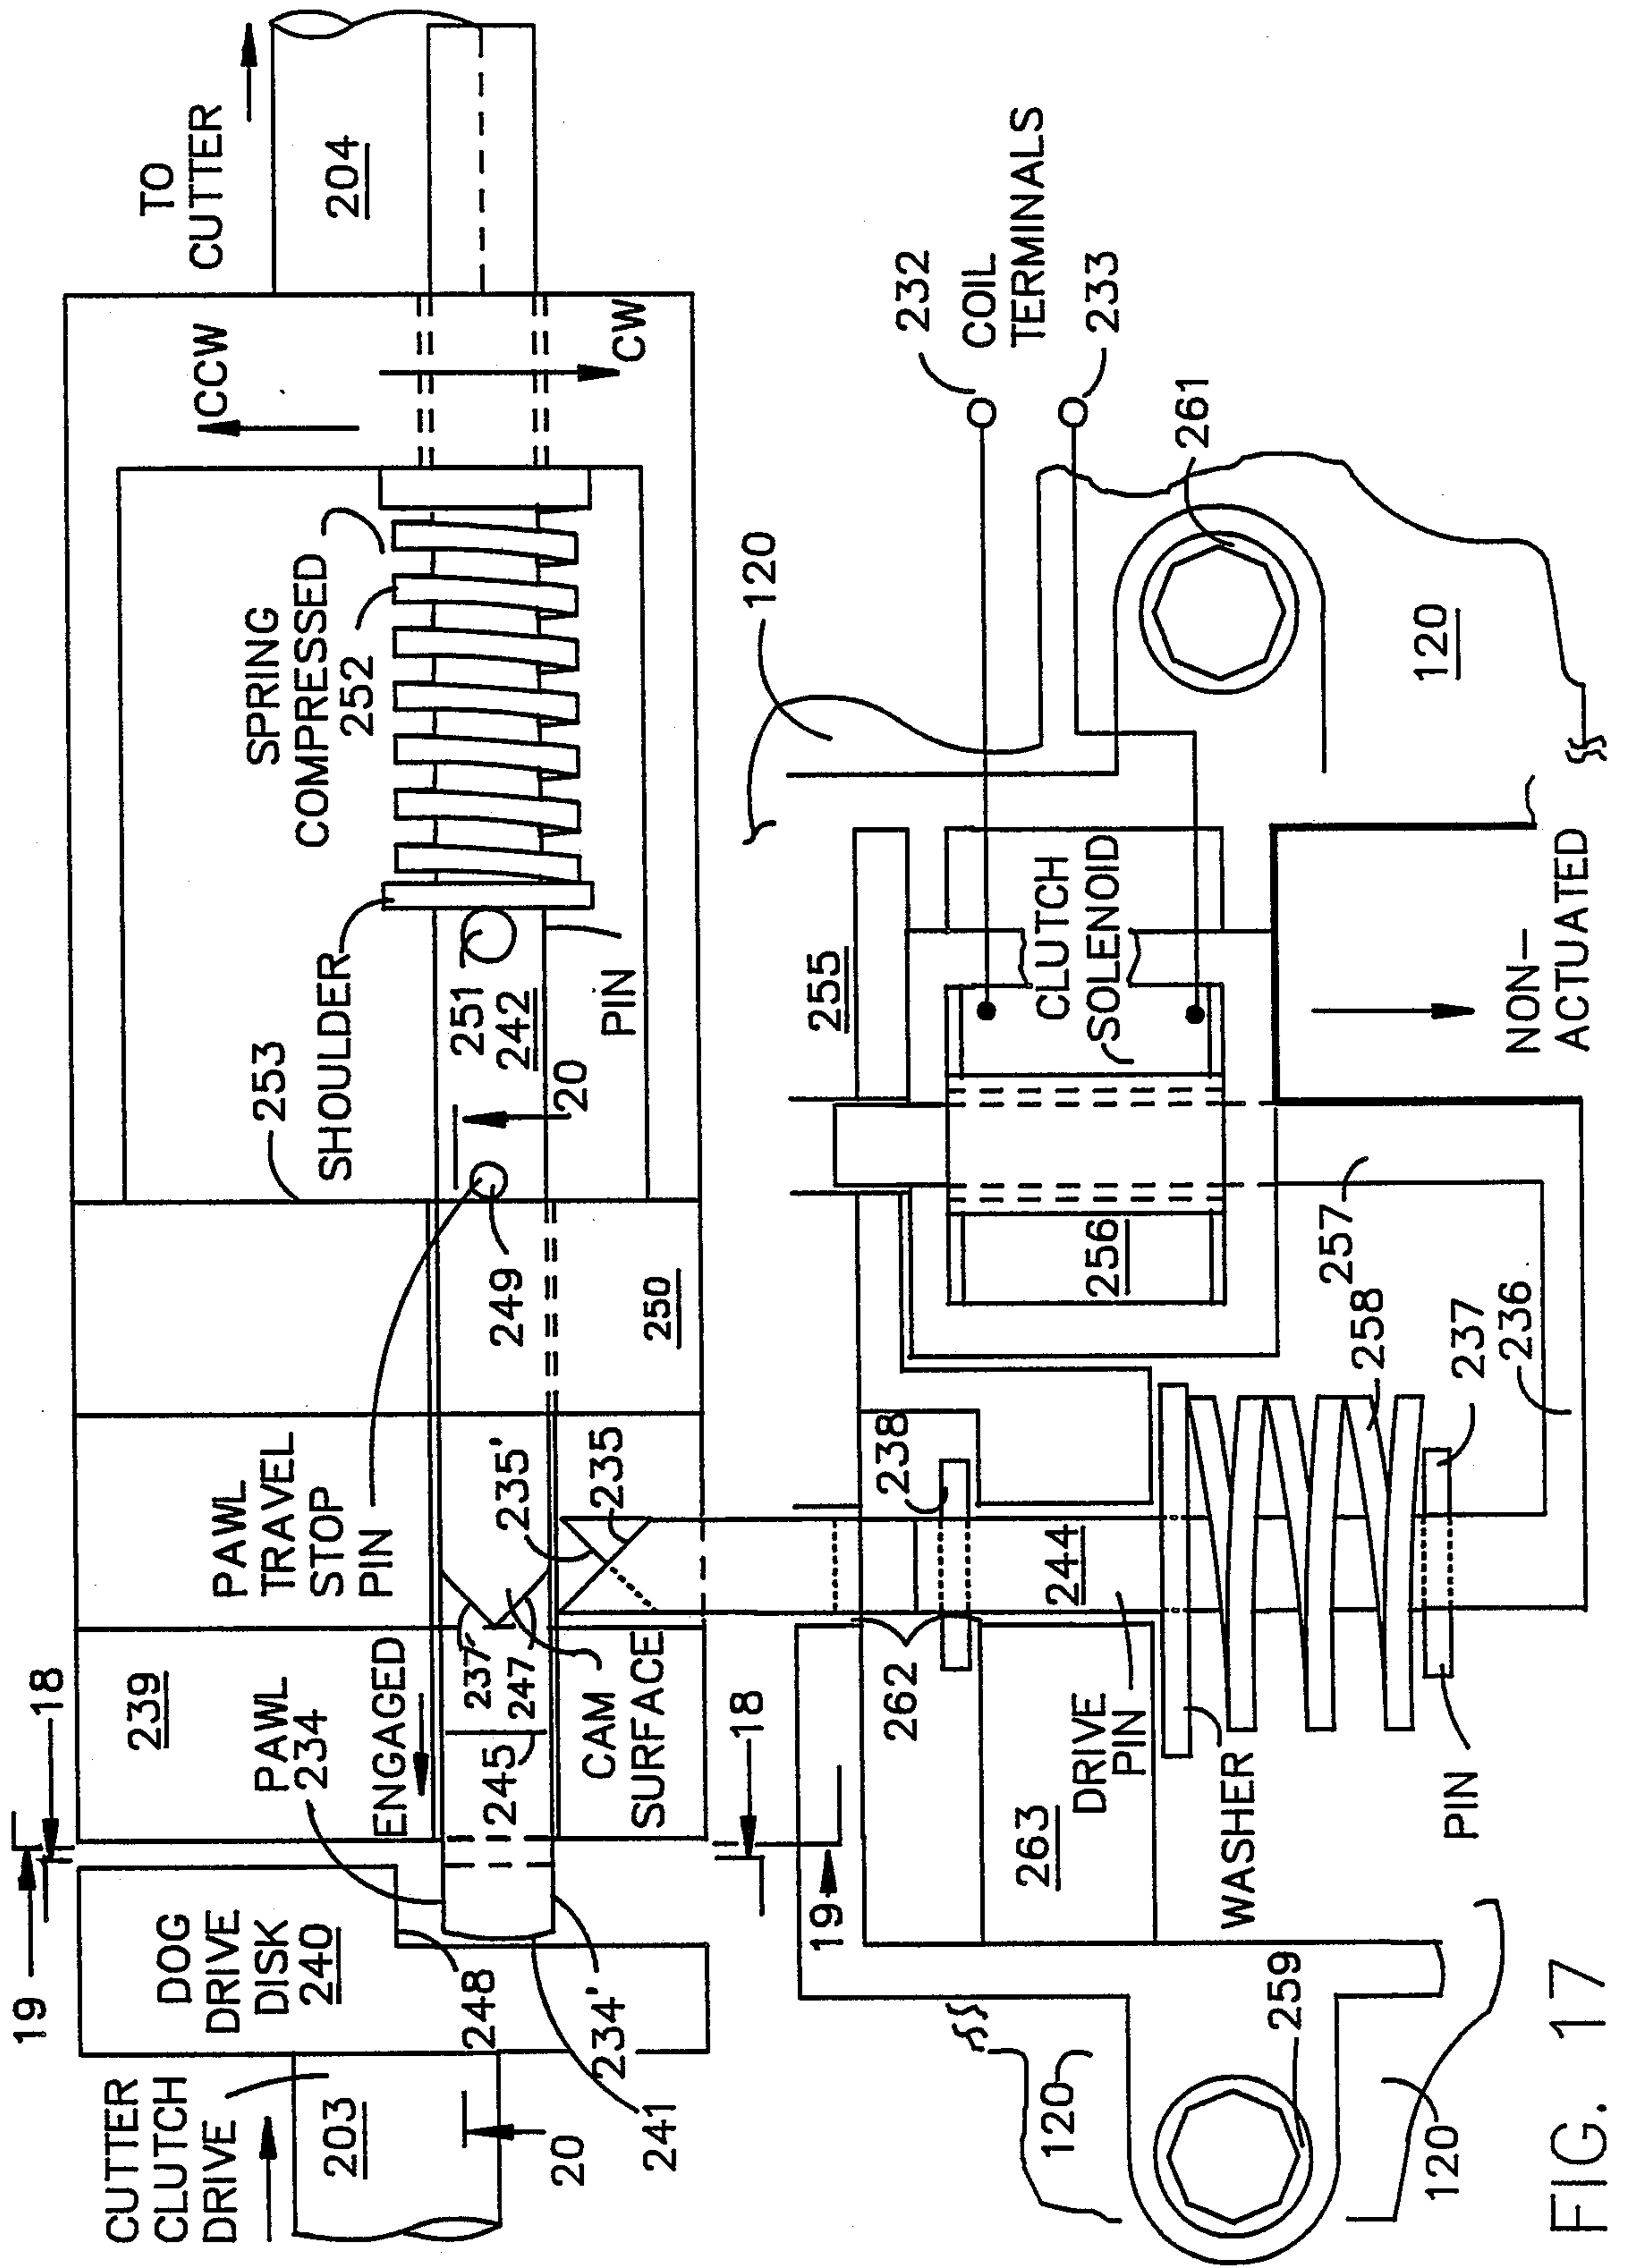 19
18
CUTTER
CLUTCH
DRIVE
203
20
DOG
DRIVE
DISK
240
248
234'
241
239
PAWL
234
ENGAGED
237'
247
245
CAM
SURFACE
18
19
PAWL
TRAVEL
STOP
PIN
235'
235
249
250
253
SHOULDER
251
242
20
PIN
SPRING
COMPRESSED
252
CCW
CW
TO
CUTTER
204
120
232
COIL
TERMINALS
233
261
120
255
CLUTCH
SOLENOID
256
NON-
ACTUATED
257
258
237
236
238
262
244
DRIVE
PIN
263
WASHER
PIN
259
120
120
FIG. 17